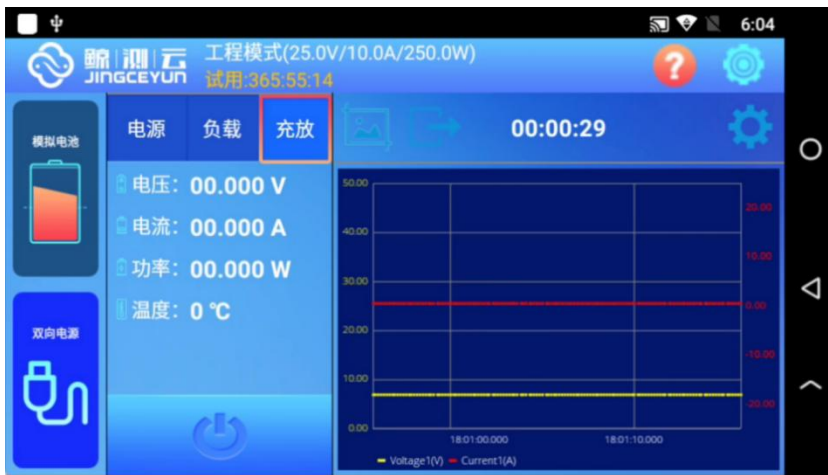 6:04
鲸测云
JINGCEYUN
工程模式(25.0V/10.0A/250.0W)
试用:365:55:14
?
模拟电池
双向电源
电源 负载 充放
电压: 00.000 V
电流: 00.000 A
功率: 00.000 W
温度: 0 ℃
00:00:29
50.00
40.00
30.00
20.00
10.00
0.00
20.00
10.00
0.00
-10.00
-20.00
18:01:00.000 18:01:10.000
Voltage1(V) Current1(A)